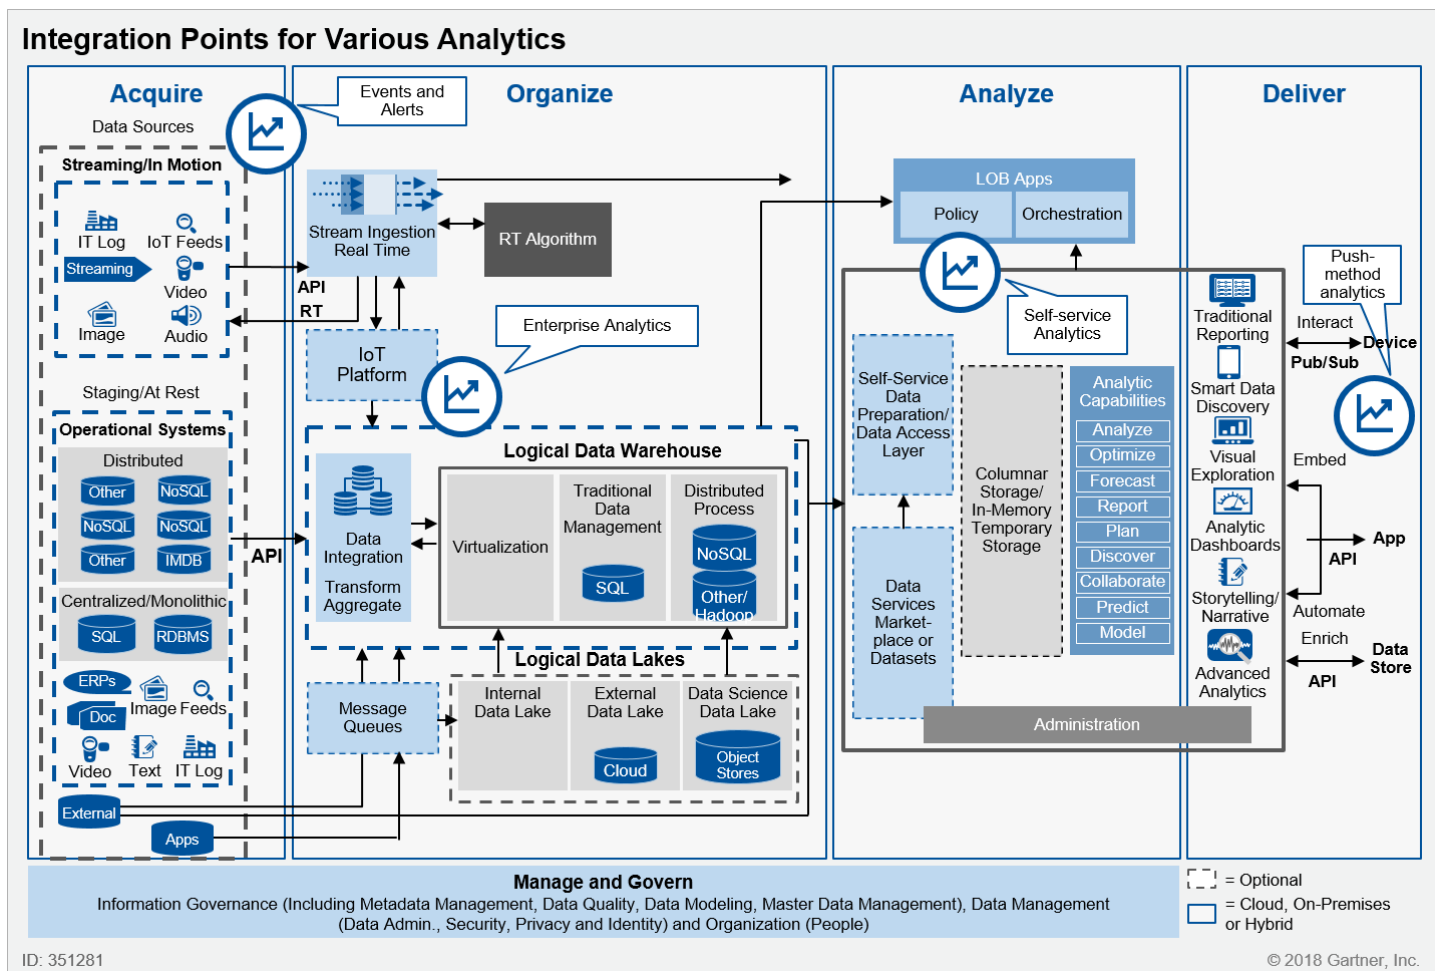 Integration Points for Various Analytics
Acquire
Data Sources
Streaming/In Motion
IT Log
IoT Feeds
Streaming
Video
Image
Audio
Staging/At Rest
Operational Systems
Distributed
Other
NoSQL
NoSQL
NoSQL
Other
IMDB
Centralized/Monolithic
SQL
RDBMS
ERPs
Doc
Image
Feeds
Video
Text
IT Log
External
Apps
Events and
Alerts
Organize
Stream Ingestion
Real Time
RT Algorithm
API
RT
IoT
Platform
Enterprise Analytics
Logical Data Warehouse
Data
Integration
Transform
Aggregate
API
Virtualization
Traditional
Data
Management
SQL
Distributed
Process
NoSQL
Other/
Hadoop
Logical Data Lakes
Message
Queues
Internal
Data Lake
External
Data Lake
Cloud
Data Science
Data Lake
Object
Stores
Analyze
LOB Apps
Policy
Orchestration
Self-service
Analytics
Self-Service
Data
Preparation/
Data Access
Layer
Data
Services
Market-
place or
Datasets
Columnar
Storage/
In-Memory
Temporary
Storage
Analytic
Capabilities
Analyze
Optimize
Forecast
Report
Plan
Discover
Collaborate
Predict
Model
Administration
Deliver
Push-
method
analytics
Traditional
Reporting
Smart Data
Discovery
Visual
Exploration
Analytic
Dashboards
Storytelling/
Narrative
Advanced
Analytics
Interact
Device
Pub/Sub
Embed
App
API
Automate
Enrich
Data
Store
API
Manage and Govern
Information Governance (Including Metadata Management, Data Quality, Data Modeling, Master Data Management), Data Management
(Data Admin., Security, Privacy and Identity) and Organization (People)
= Optional
= Cloud, On-Premises
or Hybrid
ID: 351281
© 2018 Gartner, Inc.